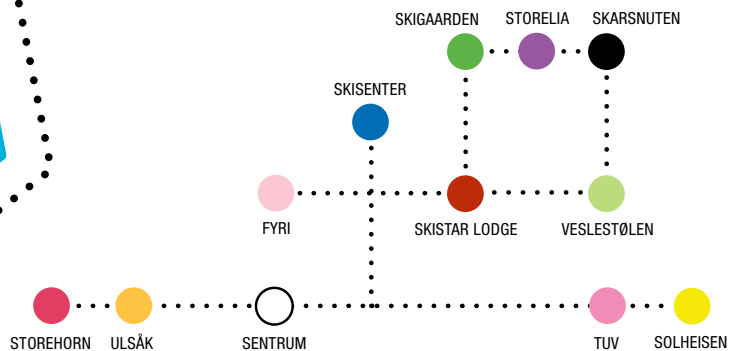 SKIGAARDEN STORELIA SKARSNUTEN
SKISENTER
FYRI SKISTAR LODGE VESLESTØLEN
STOREHORN ULSÅK SENTRUM TUV SOLHEISEN